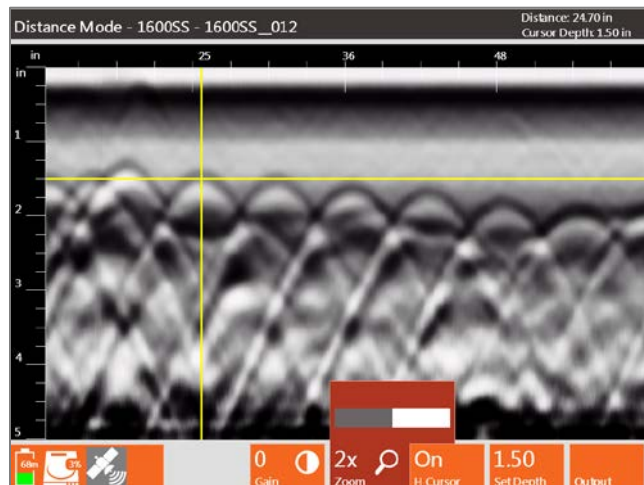 Distance Mode - 1600SS - 1600SS__012
Distance: 24.70 in
Cursor Depth: 1.50 in
in 25 36 48
in
1
2
3
4
5
68m 3% 0 2x On 1.50
Gain Zoom H Cursor Set Depth Output